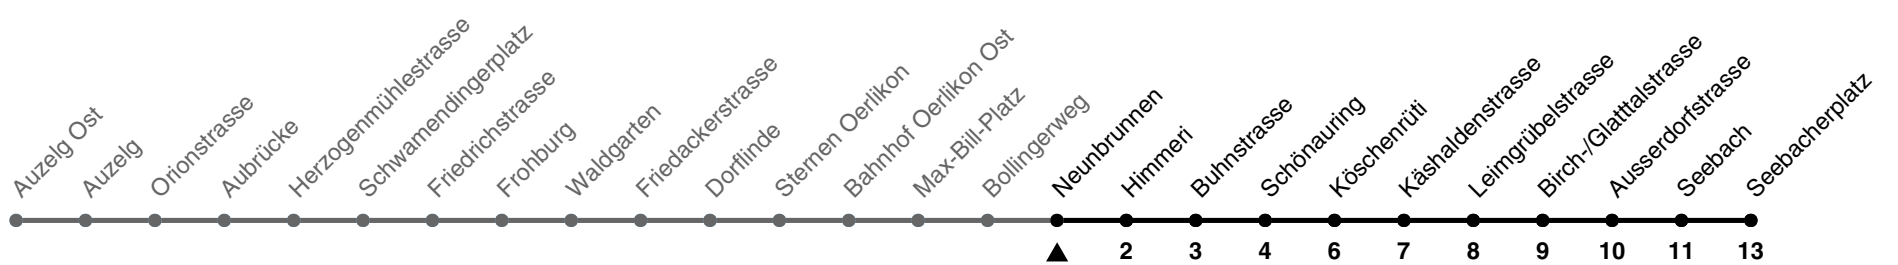 Auzelg Ost
Auzelg
Orionstrasse
Aubrücke
Herzogenmühlestrasse
Schwamendingerplatz
Friedrichstrasse
Frohburg
Waldgarten
Friedackerstrasse
Dorflinde
Sternen Oerlikon
Bahnhof Oerlikon Ost
Max-Bill-Platz
Bollingerweg
Neunbrunnen
Himmeri
Buhnstrasse
Schönauring
Köschenrüti
Käshaldenstrasse
Leimgrübelstrasse
Birch-/Glatttalstrasse
Ausserdorfstrasse
Seebach
Seebacherplatz
2 3 4 6 7 8 9 10 11 13